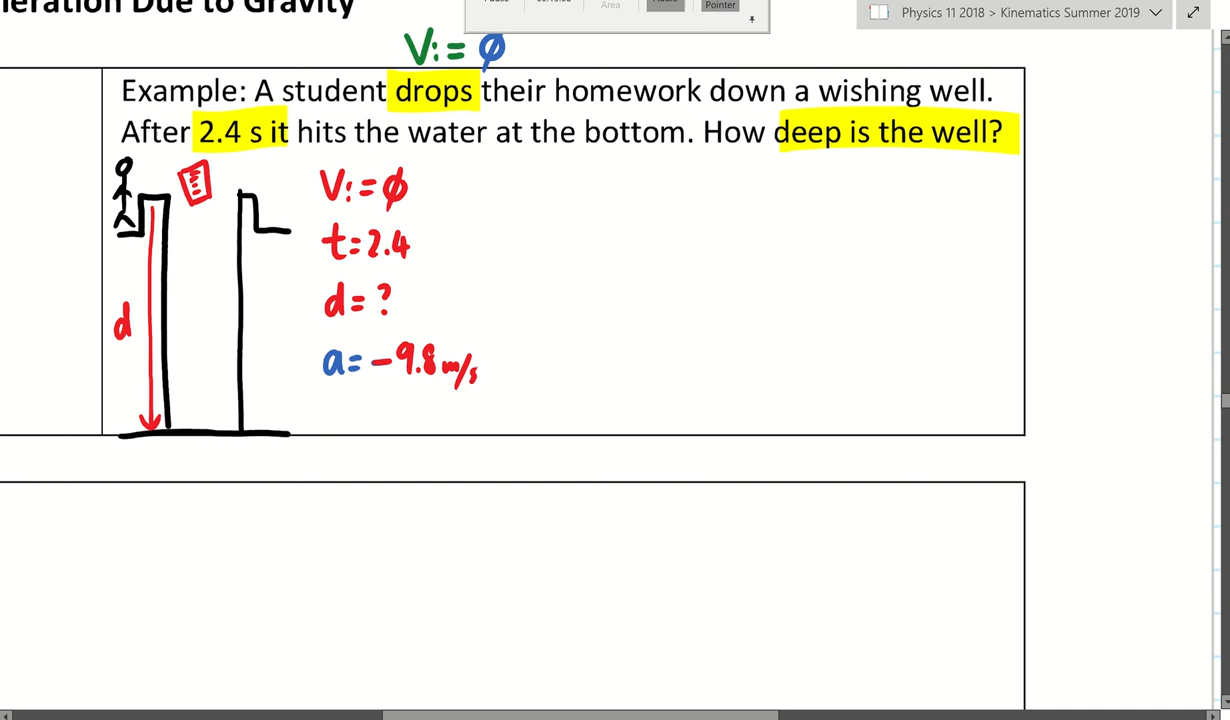 eration Due to Gravity
Area
Pointer
Physics 11 2018 > Kinematics Summer 2019
Vi = ∅
Example: A student drops their homework down a wishing well.
After 2.4 s it hits the water at the bottom. How deep is the well?
Vi = ∅
t = 2.4
d = ?
d
a = -9.8 m/s